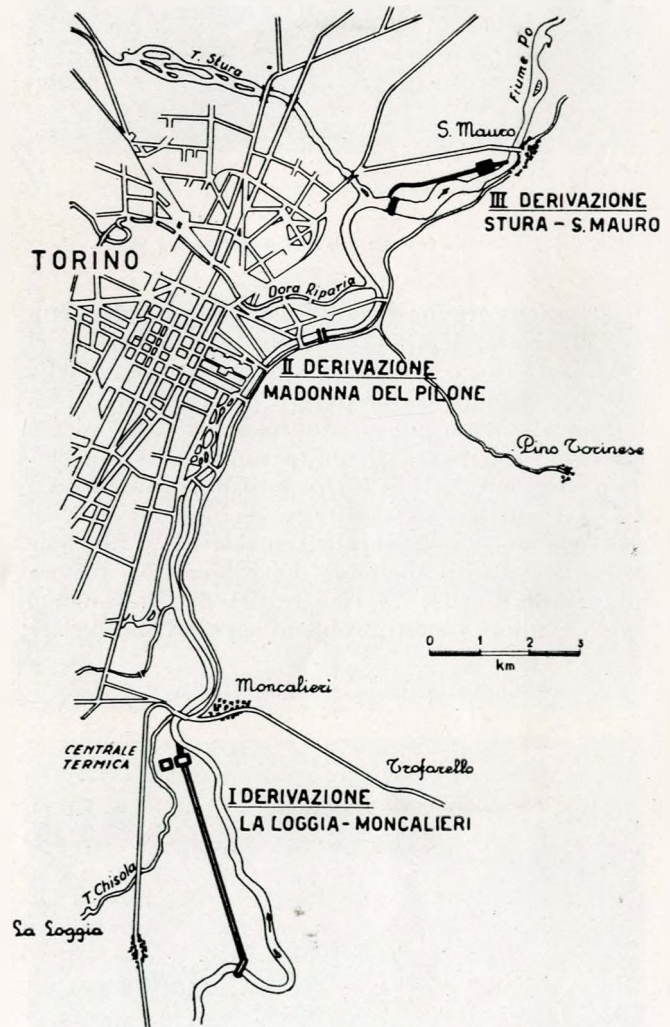 T. Stura
Fiume Po
S. Mauro
III DERIVAZIONE
STURA - S. MAURO
TORINO
Dora Riparia
II DERIVAZIONE
MADONNA DEL PILONE
Pino Torinese
0 1 2 3
km
Moncalieri
CENTRALE
TERMICA
Trofarello
I DERIVAZIONE
LA LOGGIA - MONCALIERI
T. Chisola
La Loggia